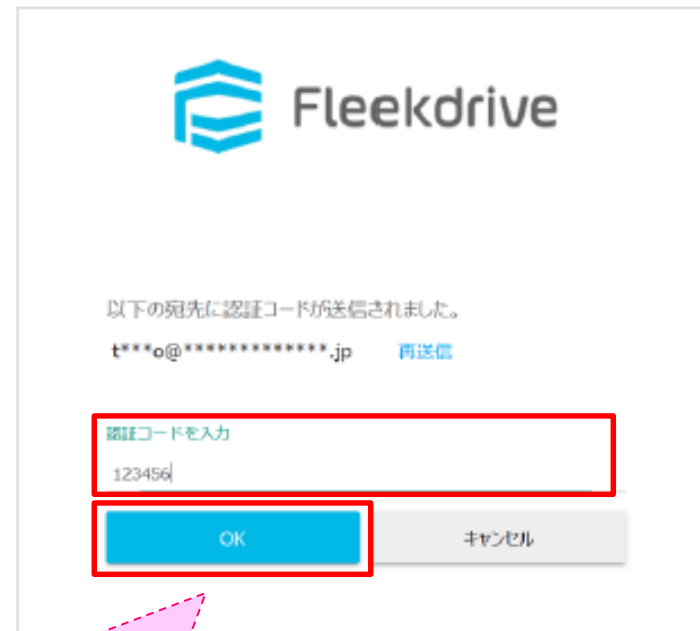 Fleekdrive
以下の宛先に認証コードが送信されました。
t***o@*************.jp 再送信
認証コードを入力
123456
OK キャンセル